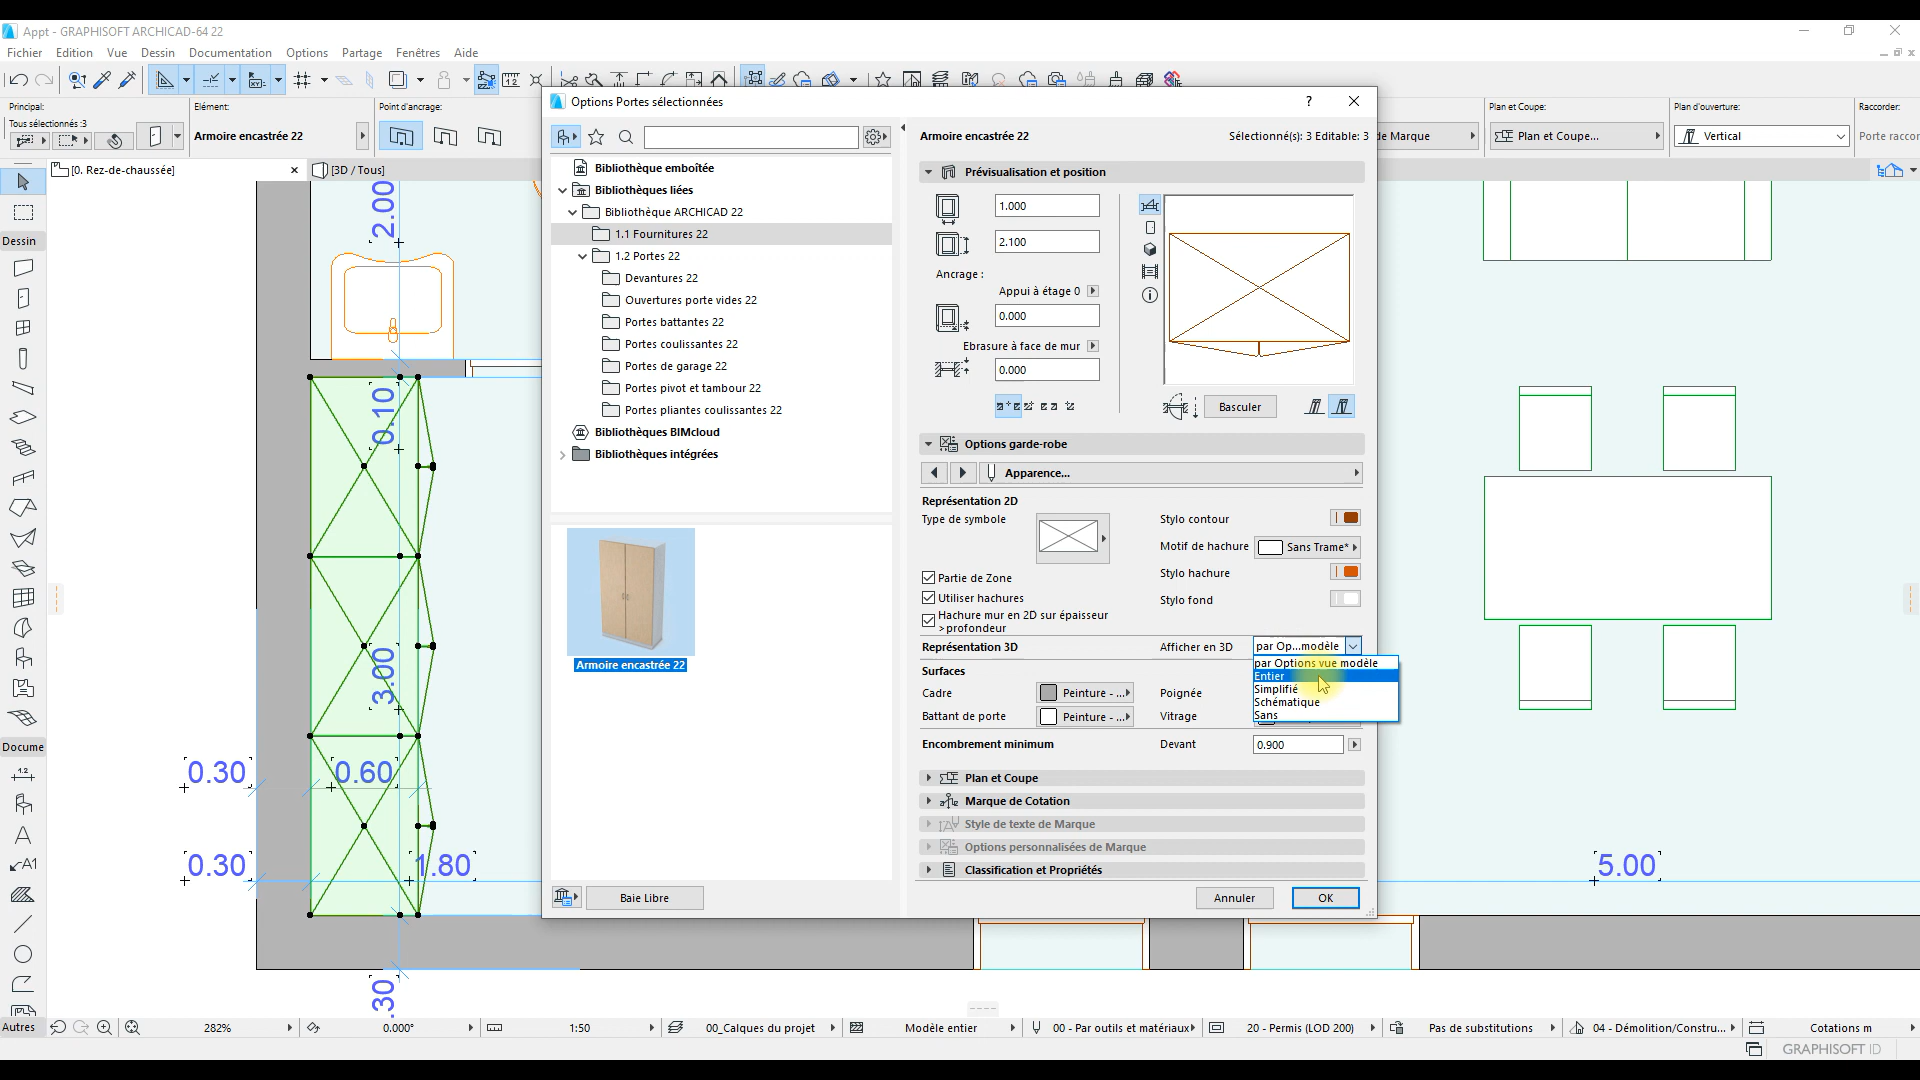 Appt - GRAPHISOFT ARCHICAD-64 22
Fichier Edition Vue Dessin Documentation Options Partage Fenêtres Aide
Principal:
Tous sélectionnés :3
Elément:
Armoire encastrée 22
Point d'ancrage:
de Marque
Plan et Coupe:
Plan et Coupe...
Plan d'ouverture:
Vertical
Raccorder:
Porte raccor
[0. Rez-de-chaussée]
[3D / Tous]
Dessin
Docume
Autres
2.00
0.10
3.00
0.30
0.60
0.30
1.80
.30
5.00
Options Portes sélectionnées
Bibliothèque emboîtée
Bibliothèques liées
Bibliothèque ARCHICAD 22
1.1 Fournitures 22
1.2 Portes 22
Devantures 22
Ouvertures porte vides 22
Portes battantes 22
Portes coulissantes 22
Portes de garage 22
Portes pivot et tambour 22
Portes pliantes coulissantes 22
Bibliothèques BIMcloud
Bibliothèques intégrées
Armoire encastrée 22
Baie Libre
Armoire encastrée 22
Sélectionné(s): 3 Editable: 3
Prévisualisation et position
1.000
2.100
Ancrage :
Appui à étage 0
0.000
Ebrasure à face de mur
0.000
Basculer
Options garde-robe
Apparence...
Représentation 2D
Type de symbole
Stylo contour
Motif de hachure Sans Trame*
Stylo hachure
Stylo fond
Partie de Zone
Utiliser hachures
Hachure mur en 2D sur épaisseur
>profondeur
Représentation 3D Afficher en 3D par Op...modèle
par Options vue modèle
Entier
Simplifié
Schématique
Sans
Surfaces
Cadre Peinture - ... Poignée
Battant de porte Peinture - ... Vitrage
Encombrement minimum Devant 0.900
Plan et Coupe
Marque de Cotation
Style de texte de Marque
Options personnalisées de Marque
Classification et Propriétés
Annuler OK
282% 0.000° 1:50 00_Calques du projet Modèle entier 00 - Par outils et matériaux 20 - Permis (LOD 200) Pas de substitutions 04 - Démolition/Constru... Cotations m
GRAPHISOFT ID